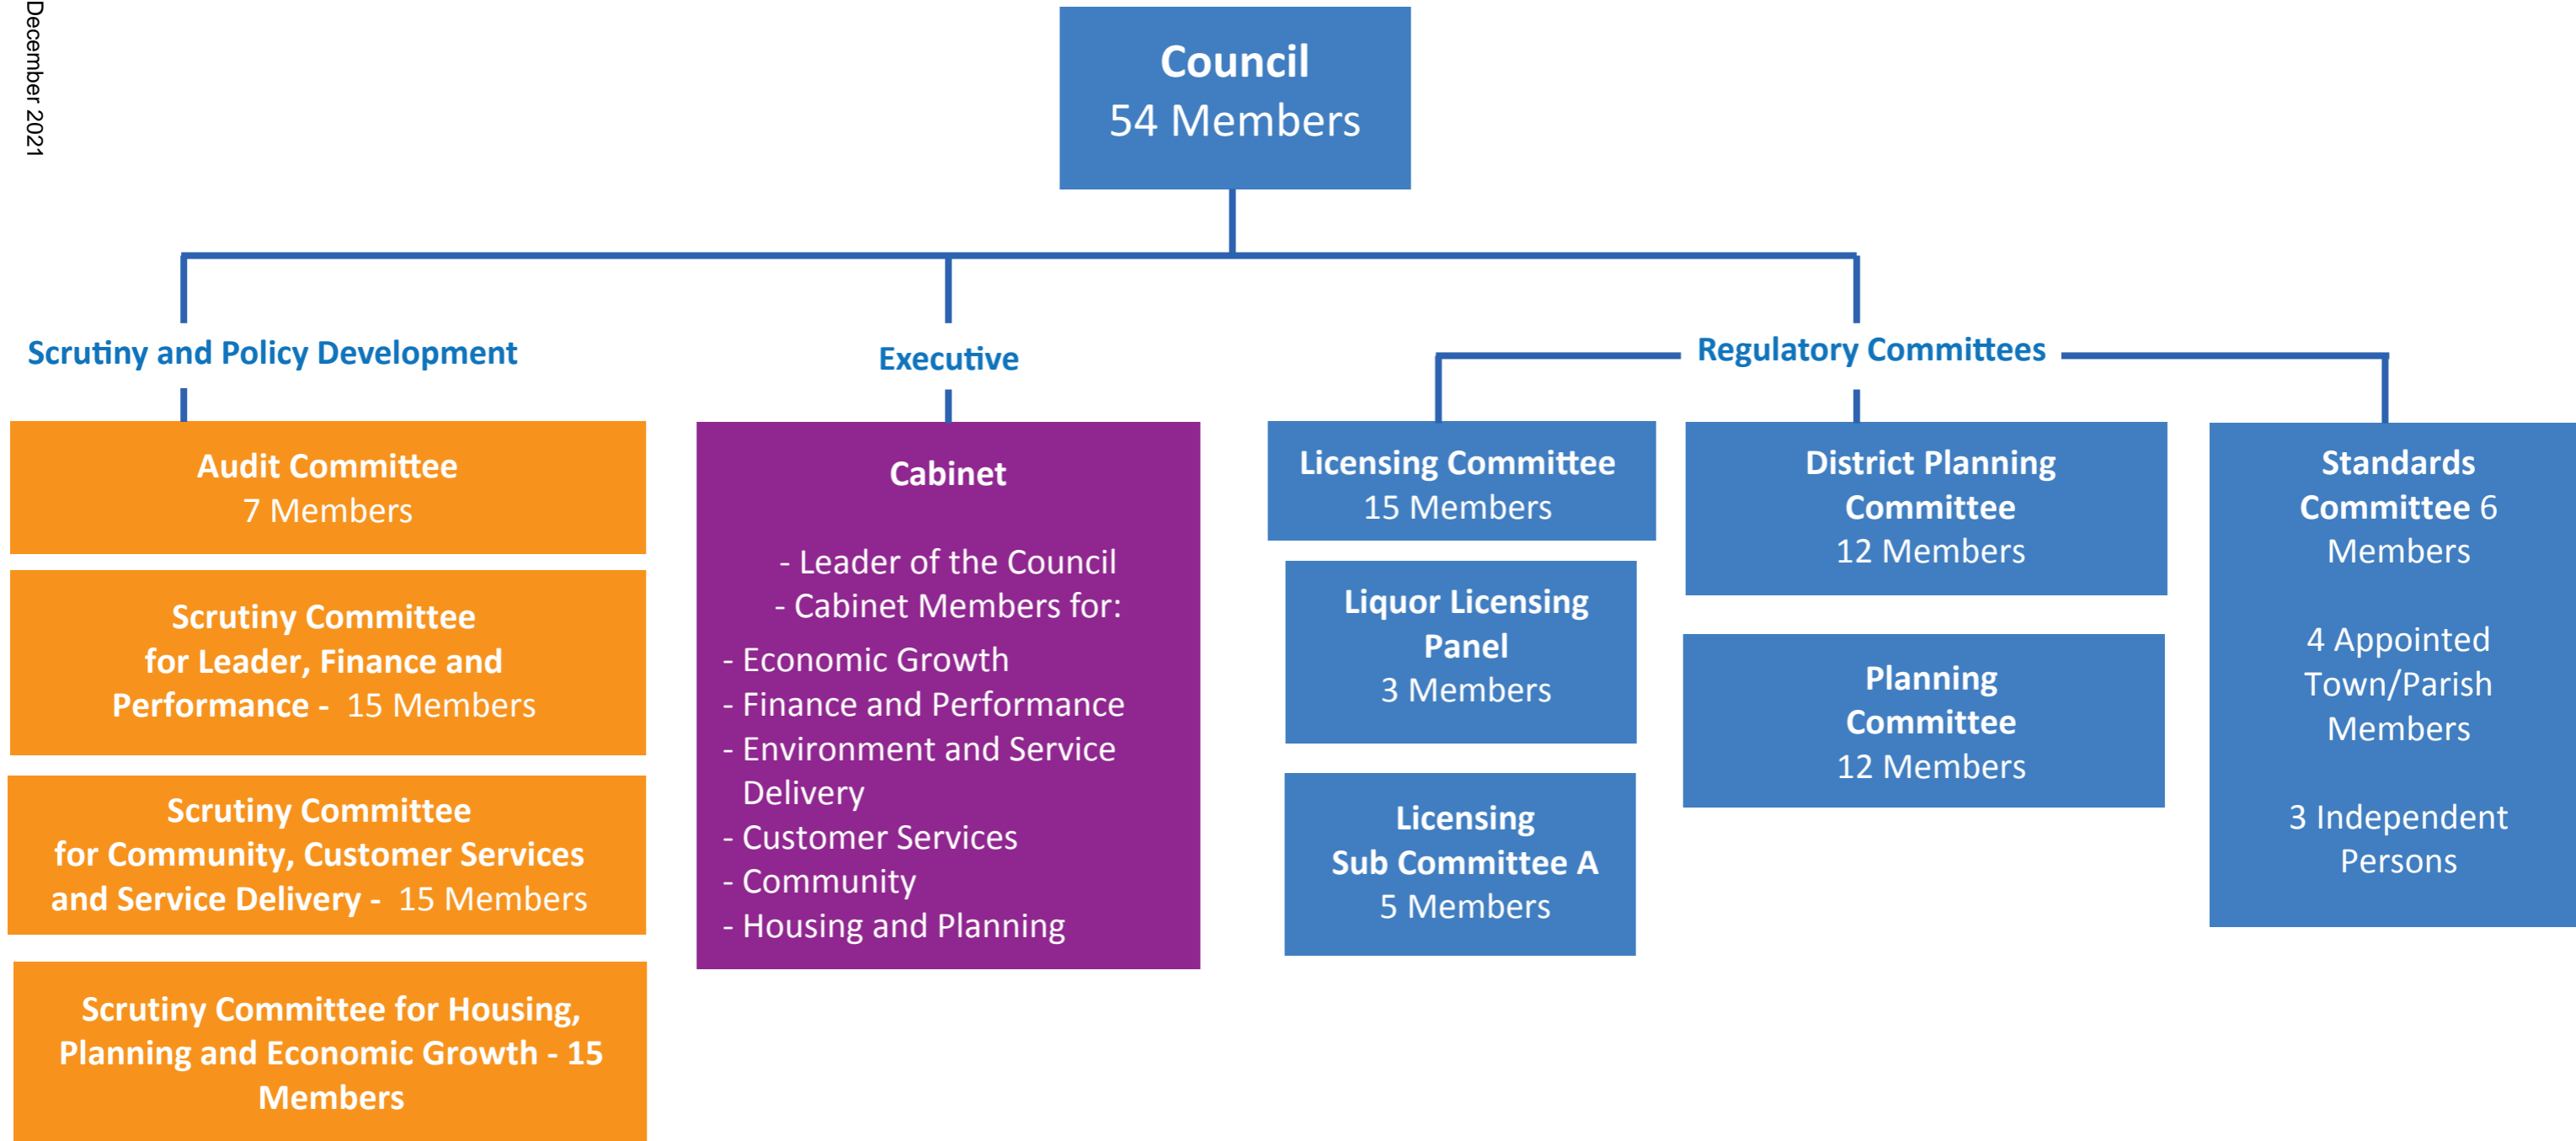 December 2021
Council
54 Members
Scrutiny and Policy Development
Audit Committee
7 Members
Scrutiny Committee
for Leader, Finance and
Performance - 15 Members
Scrutiny Committee
for Community, Customer Services
and Service Delivery - 15 Members
Scrutiny Committee for Housing,
Planning and Economic Growth - 15
Members
Executive
Cabinet
- Leader of the Council
- Cabinet Members for:
- Economic Growth
- Finance and Performance
- Environment and Service
Delivery
- Customer Services
- Community
- Housing and Planning
Regulatory Committees
Licensing Committee
15 Members
Liquor Licensing
Panel
3 Members
Licensing
Sub Committee A
5 Members
District Planning
Committee
12 Members
Planning
Committee
12 Members
Standards
Committee 6
Members
4 Appointed
Town/Parish
Members
3 Independent
Persons